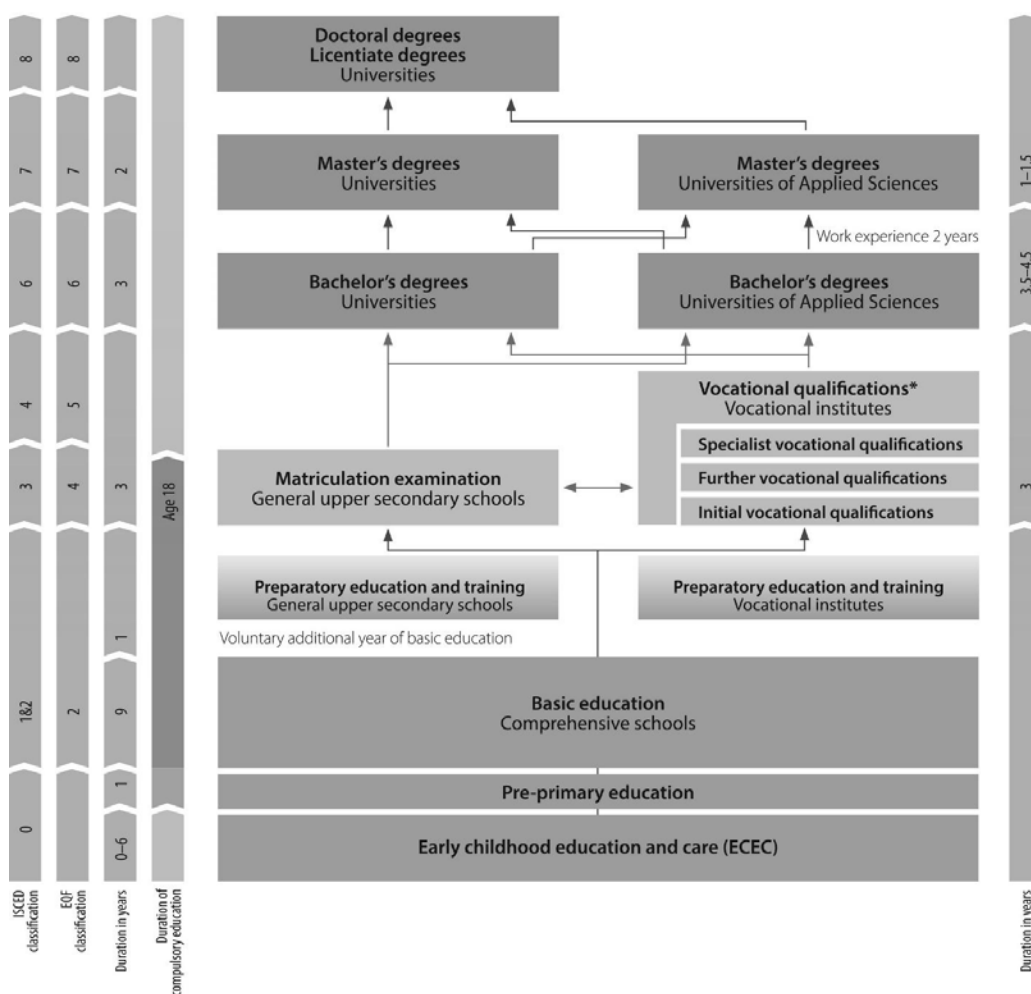 Doctoral degrees
Licentiate degrees
Universities
Master's degrees
Universities
Master's degrees
Universities of Applied Sciences
Work experience 2 years
Bachelor's degrees
Universities
Bachelor's degrees
Universities of Applied Sciences
Vocational qualifications*
Vocational institutes
Specialist vocational qualifications
Further vocational qualifications
Initial vocational qualifications
Matriculation examination
General upper secondary schools
Preparatory education and training
General upper secondary schools
Preparatory education and training
Vocational institutes
Voluntary additional year of basic education
Basic education
Comprehensive schools
Pre-primary education
Early childhood education and care (ECEC)
8
7
6
4
3
1&2
0
ISCED
classification
8
7
6
5
4
2
EQF
classification
2
3
3
1
9
1
0–6
Duration in years
Age 18
Duration of
compulsory education
1–1.5
3.5–4.5
3
Duration in years